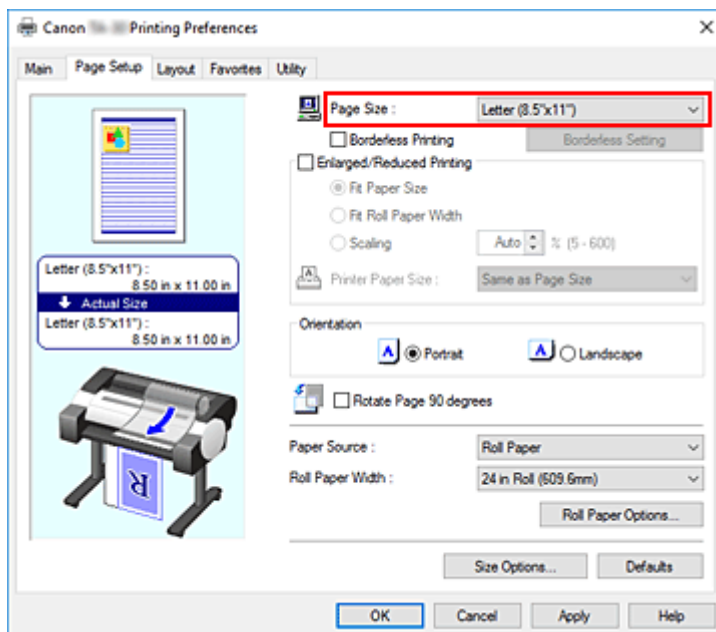 Canon Printing Preferences
Main Page Setup Layout Favorites Utility
Page Size : Letter (8.5"x11")
Borderless Printing Borderless Setting
Enlarged/Reduced Printing
Fit Paper Size
Fit Roll Paper Width
Scaling Auto % (5 - 600)
Printer Paper Size : Same as Page Size
Letter (8.5"x11") :
8.50 in x 11.00 in
Actual Size
Letter (8.5"x11") :
8.50 in x 11.00 in
Orientation
A Portrait A Landscape
Rotate Page 90 degrees
R
Paper Source : Roll Paper
Roll Paper Width : 24 in Roll (609.6mm)
Roll Paper Options...
Size Options... Defaults
OK Cancel Apply Help